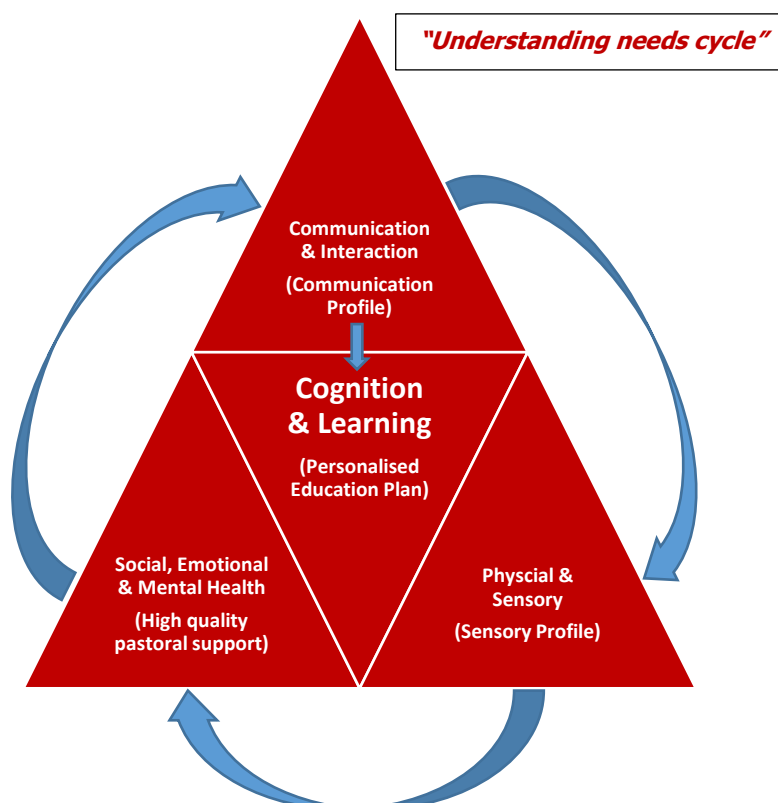 “Understanding needs cycle”
Communication
& Interaction
(Communication
Profile)
Cognition
& Learning
(Personalised
Education Plan)
Social, Emotional
& Mental Health
(High quality
pastoral support)
Physcial &
Sensory
(Sensory Profile)